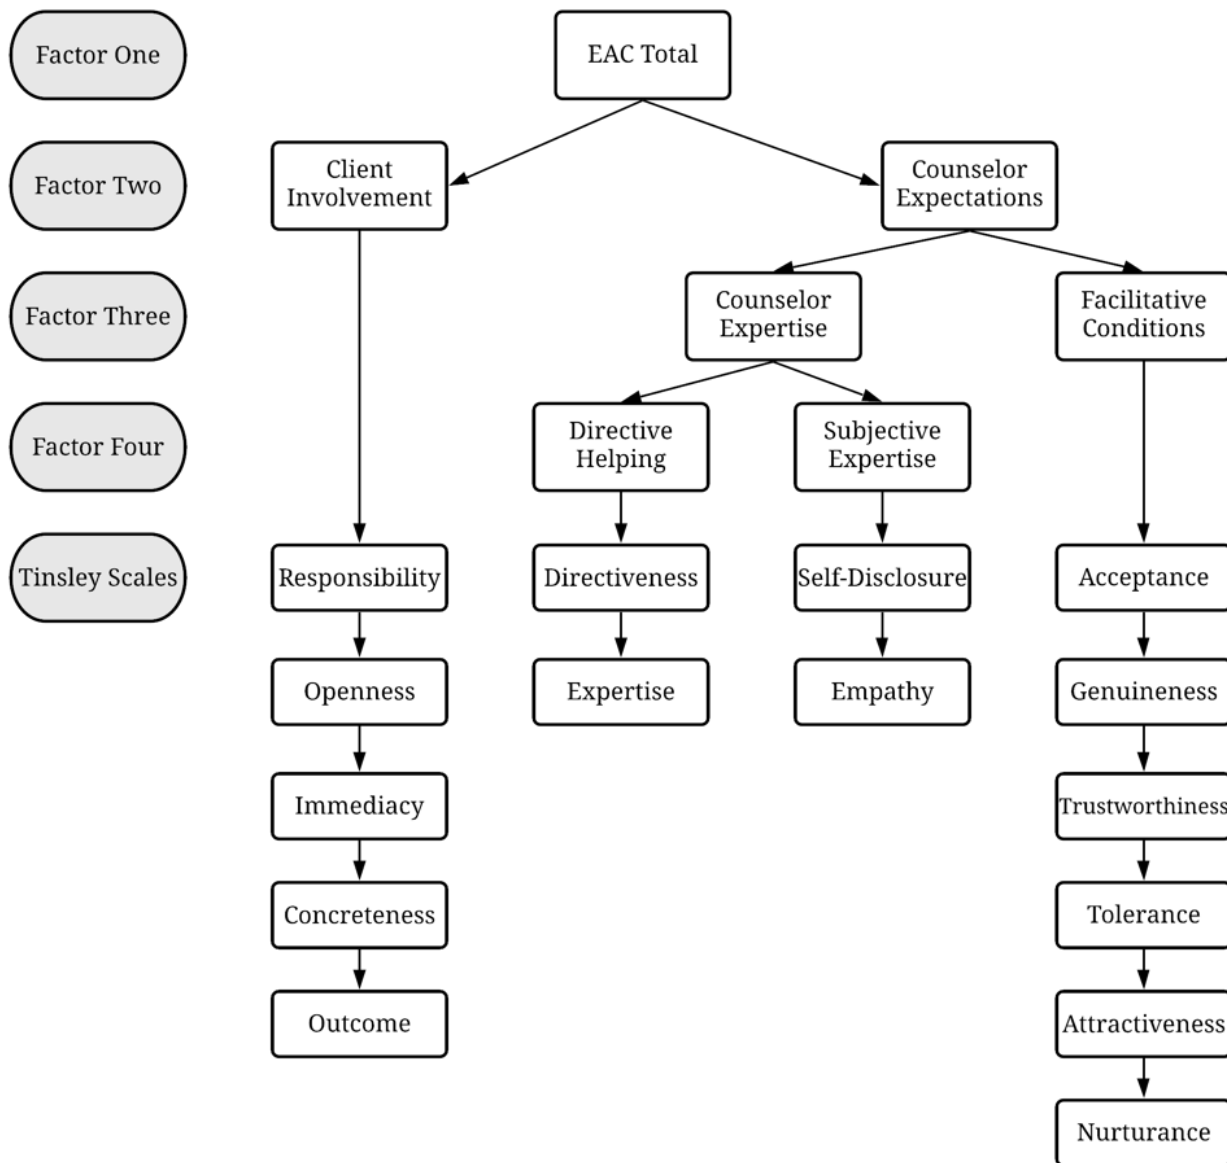 Factor One
EAC Total
Factor Two
Client
Involvement
Counselor
Expectations
Factor Three
Counselor
Expertise
Facilitative
Conditions
Factor Four
Directive
Helping
Subjective
Expertise
Tinsley Scales
Responsibility
Directiveness
Self-Disclosure
Acceptance
Openness
Expertise
Empathy
Genuineness
Immediacy
Trustworthiness
Concreteness
Tolerance
Outcome
Attractiveness
Nurturance